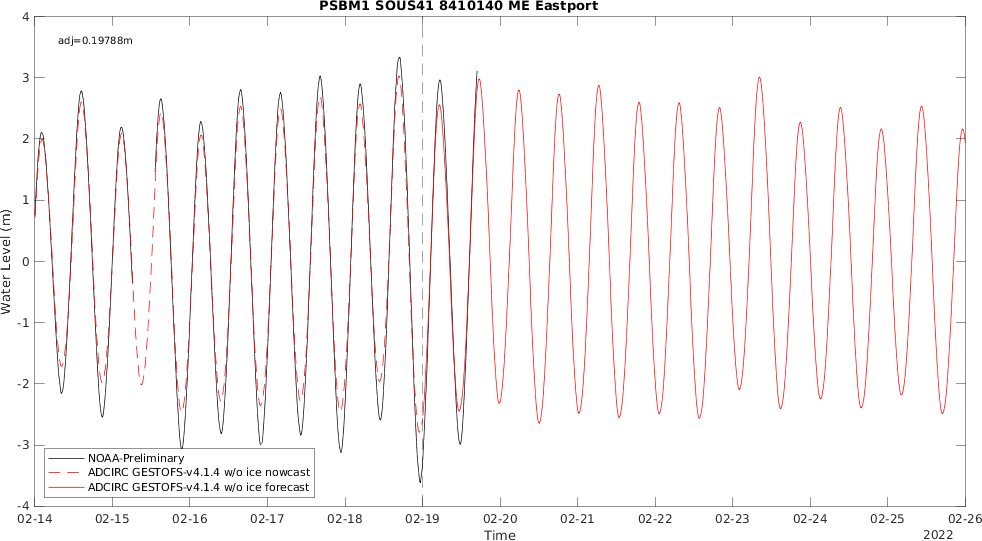 PSBM1 SOUS41 8410140 ME Eastport
adj=0.19788m
Water Level (m)
4
3
2
1
0
-1
-2
-3
-4
NOAA-Preliminary
ADCIRC GESTOFS-v4.1.4 w/o ice nowcast
ADCIRC GESTOFS-v4.1.4 w/o ice forecast
02-14 02-15 02-16 02-17 02-18 02-19 02-20 02-21 02-22 02-23 02-24 02-25 02-26
Time
2022